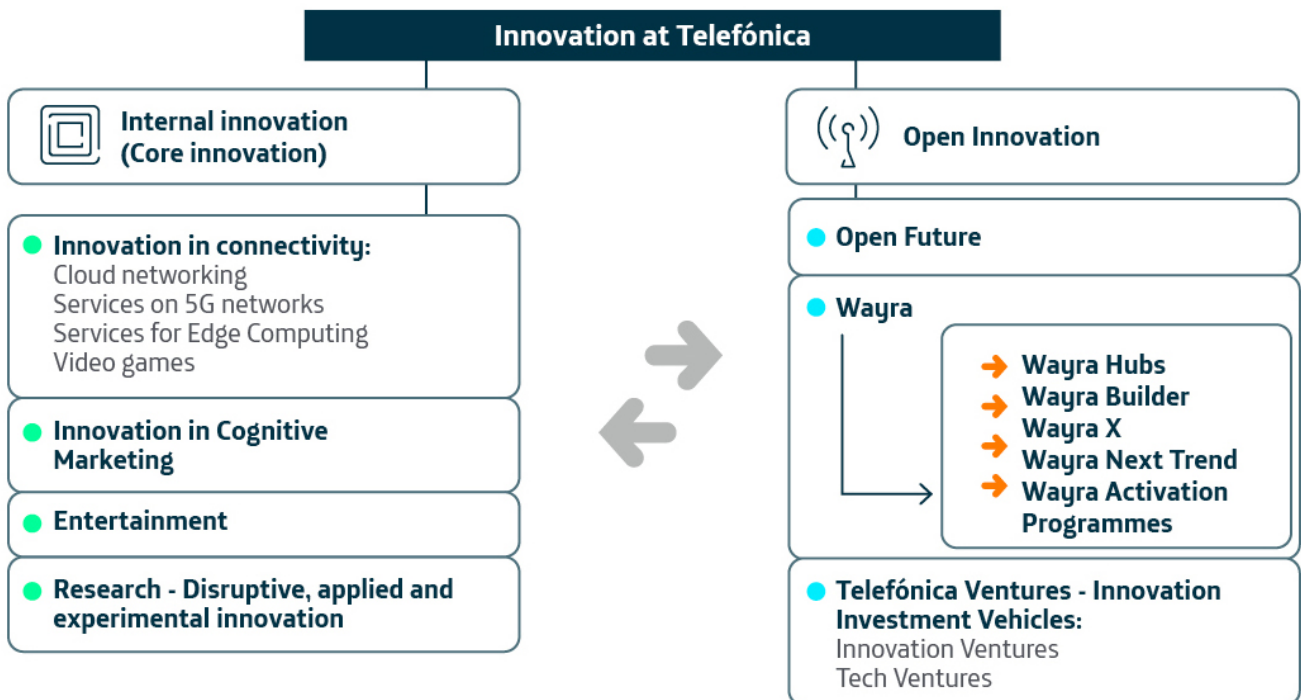 Innovation at Telefónica
Internal innovation
(Core innovation)
Innovation in connectivity:
Cloud networking
Services on 5G networks
Services for Edge Computing
Video games
Innovation in Cognitive
Marketing
Entertainment
Research - Disruptive, applied and
experimental innovation
Open Innovation
Open Future
Wayra
Wayra Hubs
Wayra Builder
Wayra X
Wayra Next Trend
Wayra Activation
Programmes
Telefónica Ventures - Innovation
Investment Vehicles:
Innovation Ventures
Tech Ventures